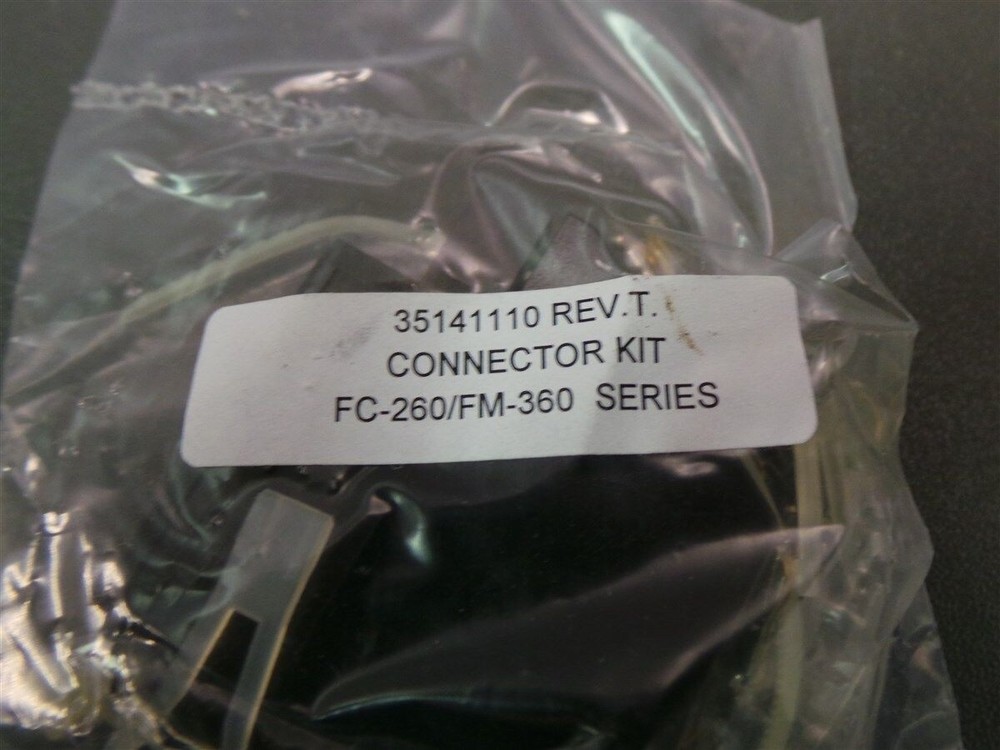 35141110 REV.T.
CONNECTOR KIT
FC-260/FM-360 SERIES